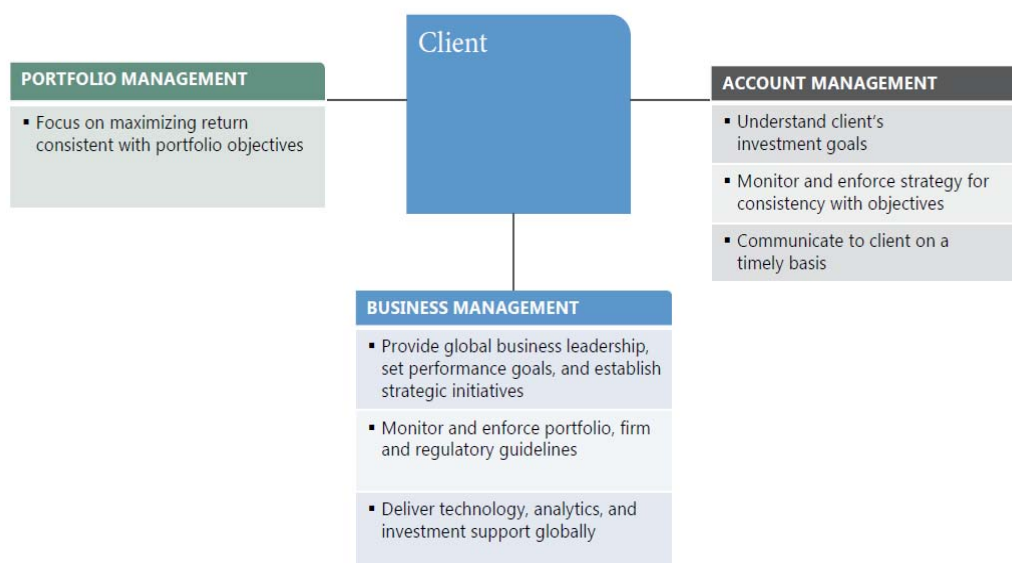 Client
PORTFOLIO MANAGEMENT
▪ Focus on maximizing return
consistent with portfolio objectives
ACCOUNT MANAGEMENT
▪ Understand client’s
investment goals
▪ Monitor and enforce strategy for
consistency with objectives
▪ Communicate to client on a
timely basis
BUSINESS MANAGEMENT
▪ Provide global business leadership,
set performance goals, and establish
strategic initiatives
▪ Monitor and enforce portfolio, firm
and regulatory guidelines
▪ Deliver technology, analytics, and
investment support globally